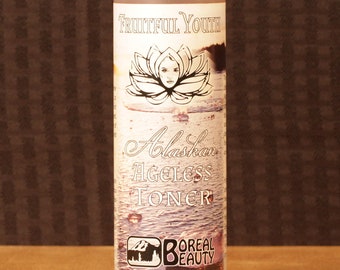 Fruitful Youth
Alaskan
Ageless
Toner
Boreal
Beauty